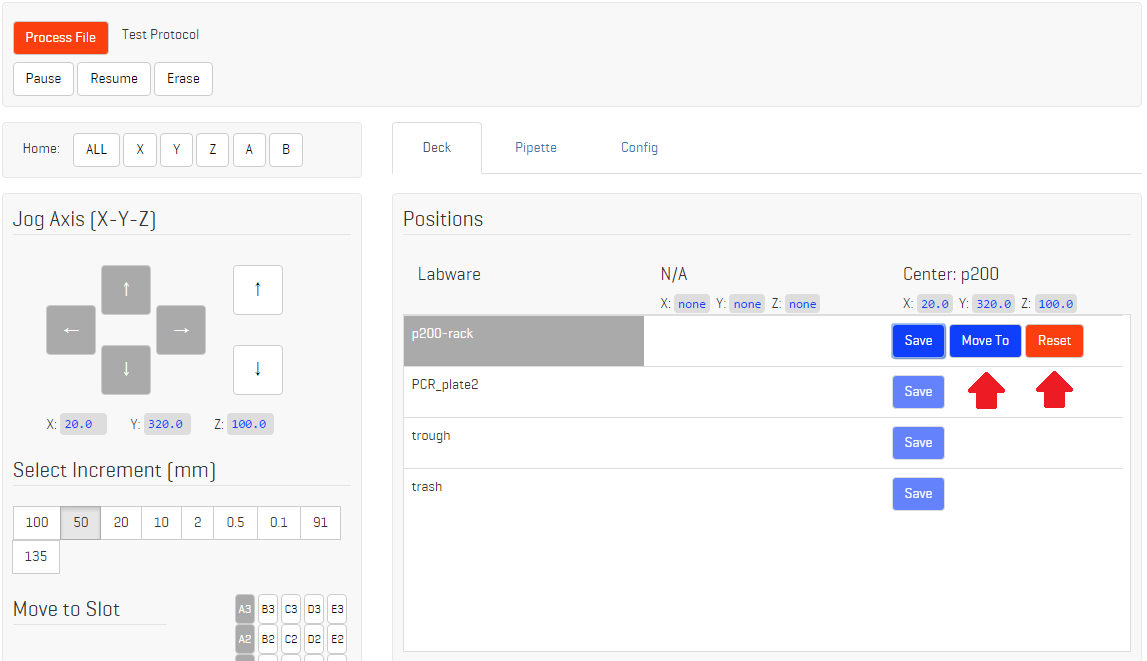 Process File Test Protocol
Pause Resume Erase
Home: ALL X Y Z A B
Deck Pipette Config
Jog Axis (X-Y-Z)
↑ ↑
← →
↓ ↓
X: 20.0 Y: 320.0 Z: 100.0
Select Increment (mm)
100 50 20 10 2 0.5 0.1 91
135
Move to Slot
A3 B3 C3 D3 E3
A2 B2 C2 D2 E2
Positions
Labware N/A Center: p200
X: none Y: none Z: none X: 20.0 Y: 320.0 Z: 100.0
p200-rack Save Move To Reset
PCR_plate2 Save
trough Save
trash Save